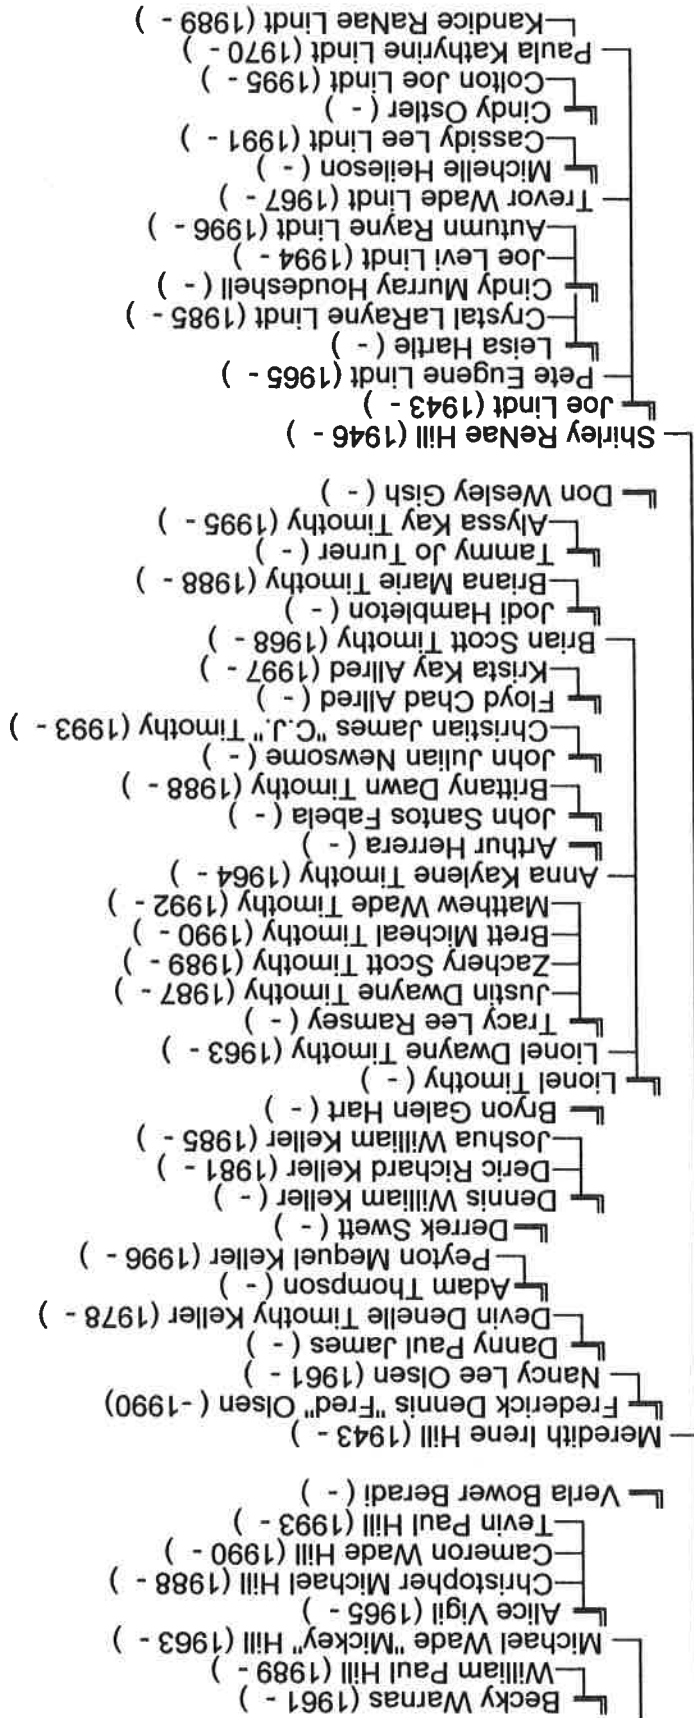 Becky Warnas (1961 - )
William Paul Hill (1989 - )
Michael Wade "Mickey" Hill (1963 - )
Alice Vigil (1965 - )
Christopher Michael Hill (1988 - )
Cameron Wade Hill (1990 - )
Tevin Paul Hill (1993 - )
Verla Bower Beradi ( - )
Meredith Irene Hill (1943 - )
Frederick Dennis "Fred" Olsen ( -1990)
Nancy Lee Olsen (1961 - )
Danny Paul James ( - )
Devin Denelle Timothy Keller (1978 - )
Adam Thompson ( - )
Peyton Mequel Keller (1996 - )
Derrek Swett ( - )
Dennis William Keller ( - )
Deric Richard Keller (1981 - )
Joshua William Keller (1985 - )
Bryon Galen Hart ( - )
Lionel Timothy ( - )
Lionel Dwayne Timothy (1963 - )
Tracy Lee Ramsey ( - )
Justin Dwayne Timothy (1987 - )
Zachery Scott Timothy (1989 - )
Brett Micheal Timothy (1990 - )
Matthew Wade Timothy (1992 - )
Anna Kaylene Timothy (1964 - )
Arthur Herrera ( - )
John Santos Fabela ( - )
Brittany Dawn Timothy (1988 - )
John Julian Newsome ( - )
Christian James "C.J." Timothy (1993 - )
Floyd Chad Allred ( - )
Krista Kay Allred (1997 - )
Brian Scott Timothy (1968 - )
Jodi Hambleton ( - )
Briana Marie Timothy (1988 - )
Tammy Jo Turner ( - )
Alyssa Kay Timothy (1995 - )
Don Wesley Gish ( - )
Shirley ReNae Hill (1946 - )
Joe Lindt (1943 - )
Pete Eugene Lindt (1965 - )
Leisa Hartle ( - )
Crystal LaRayne Lindt (1985 - )
Cindy Murray Houdeshell ( - )
Joe Levi Lindt (1994 - )
Autumn Rayne Lindt (1996 - )
Trevor Wade Lindt (1967 - )
Michelle Heileson ( - )
Cassidy Lee Lindt (1991 - )
Cindy Ostler ( - )
Colton Joe Lindt (1995 - )
Paula Kathyrine Lindt (1970 - )
Kandice RaNae Lindt (1989 - )